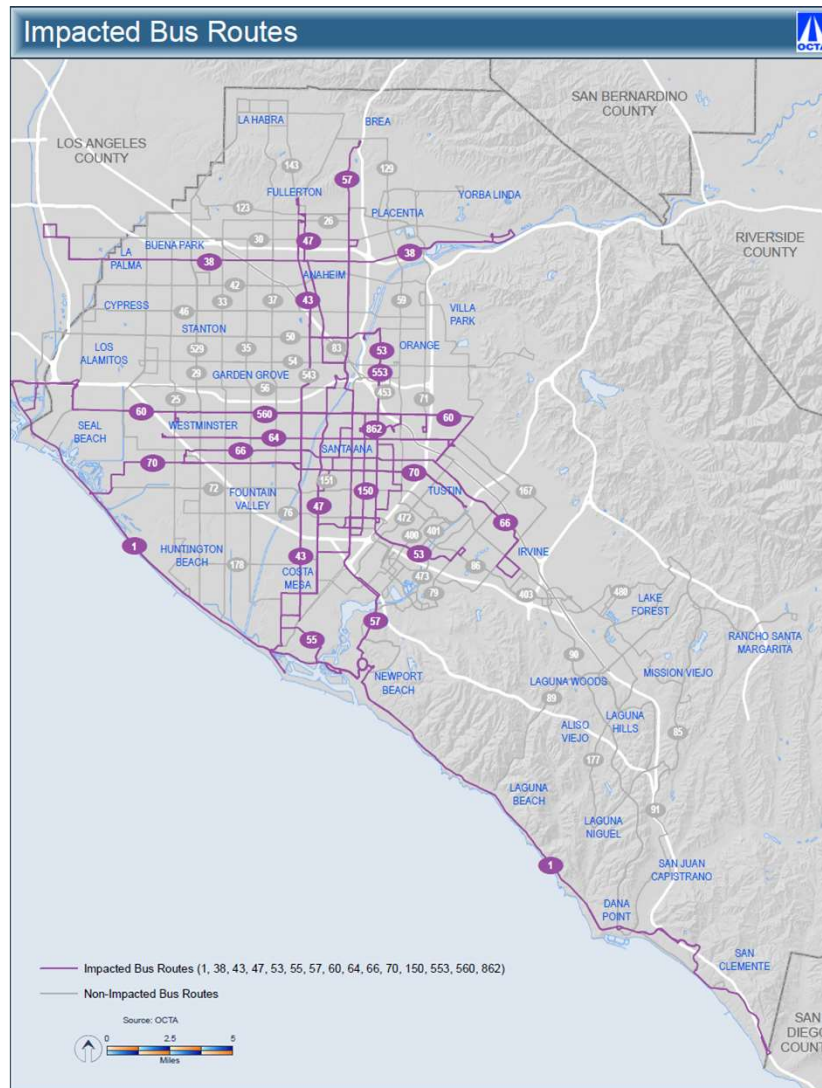 Impacted Bus Routes
OCTA
SAN BERNARDINO
COUNTY
LA HABRA
BREA
LOS ANGELES
COUNTY
143
129
57
FULLERTON
YORBA LINDA
123
PLACENTIA
26
RIVERSIDE
COUNTY
BUENA PARK
30
47
38
LA
PALMA
38
ANAHEIM
42
CYPRESS
33
37
43
59
VILLA
PARK
46
STANTON
50
ORANGE
LOS
ALAMITOS
529
35
83
53
54
29
GARDEN GROVE
543
553
56
453
71
25
60
560
60
SEAL
BEACH
WESTMINSTER
862
64
66
SANTA ANA
70
70
151
150
TUSTIN
167
72
FOUNTAIN
VALLEY
47
76
472
401
400
66
1
HUNTINGTON
BEACH
43
53
IRVINE
178
COSTA
MESA
86
473
79
403
480
LAKE
FOREST
57
55
RANCHO SANTA
MARGARITA
90
NEWPORT
BEACH
LAGUNA WOODS
MISSION VIEJO
89
ALISO
VIEJO
LAGUNA
HILLS
85
177
LAGUNA
BEACH
91
LAGUNA
NIGUEL
1
SAN JUAN
CAPISTRANO
DANA
POINT
SAN
CLEMENTE
Impacted Bus Routes (1, 38, 43, 47, 53, 55, 57, 60, 64, 66, 70, 150, 553, 560, 862)
Non-Impacted Bus Routes
SAN
DIEGO
COUNT
Source: OCTA
0 2.5 5
Miles